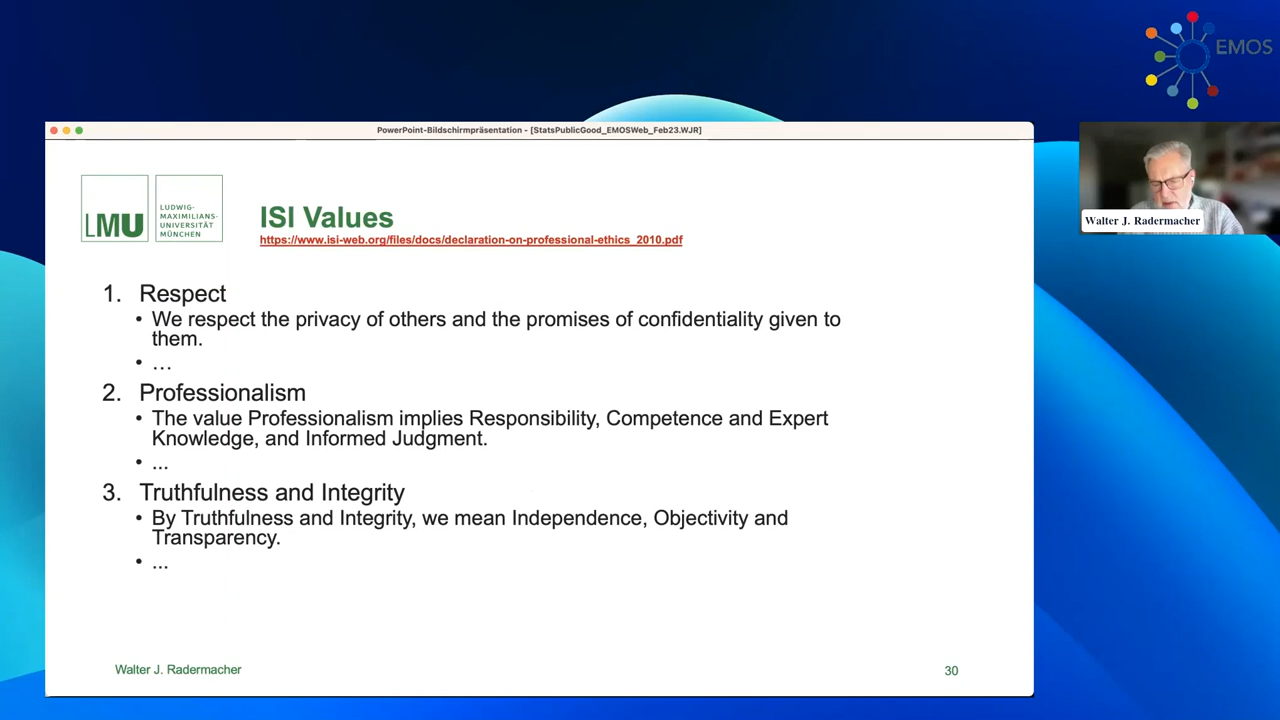 EMOS
PowerPoint-Bildschirmpräsentation - [StatsPublicGood_EMOSWeb_Feb23.WJR]
LMU
LUDWIG-
MAXIMILIANS-
UNIVERSITÄT
MÜNCHEN
ISI Values
https://www.isi-web.org/files/docs/declaration-on-professional-ethics_2010.pdf
Walter J. Radermacher
1. Respect
• We respect the privacy of others and the promises of confidentiality given to
them.
• …
2. Professionalism
• The value Professionalism implies Responsibility, Competence and Expert
Knowledge, and Informed Judgment.
• ...
3. Truthfulness and Integrity
• By Truthfulness and Integrity, we mean Independence, Objectivity and
Transparency.
• ...
Walter J. Radermacher
30